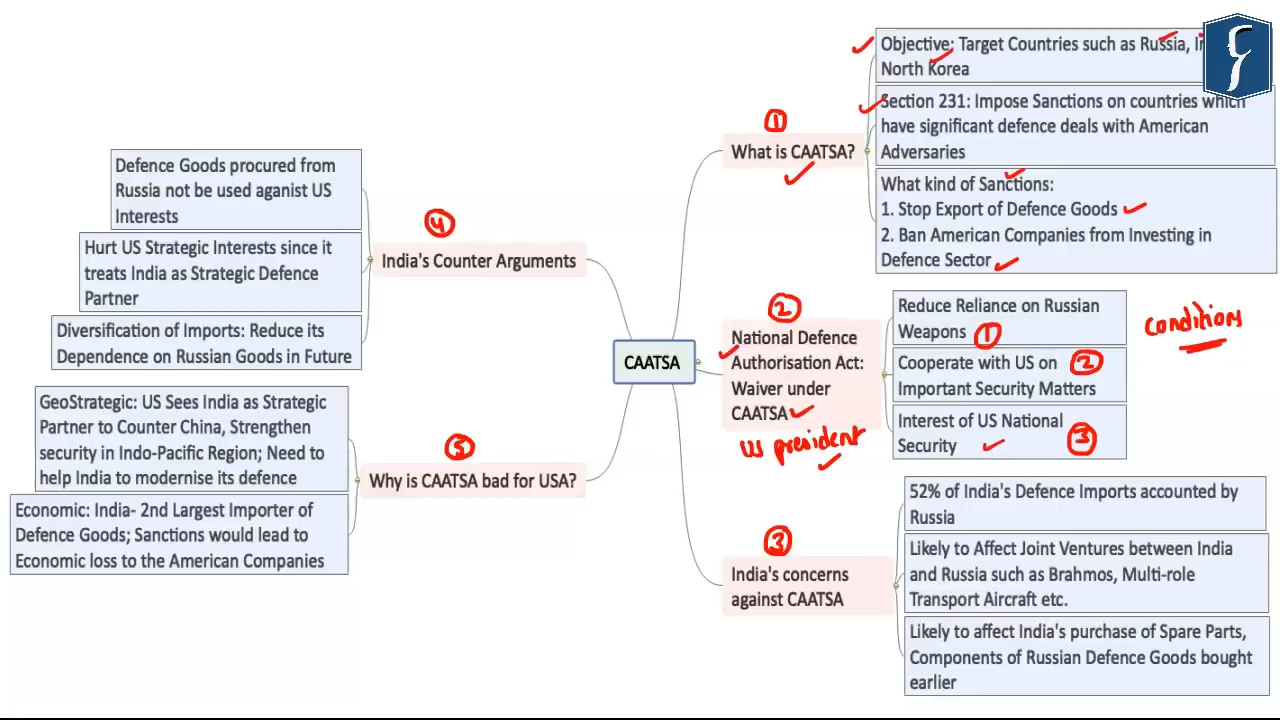 ①
What is CAATSA?
Objective: Target Countries such as Russia,
North Korea
Section 231: Impose Sanctions on countries which
have significant defence deals with American
Adversaries
What kind of Sanctions:
1. Stop Export of Defence Goods
2. Ban American Companies from Investing in
Defence Sector
②
National Defence
Authorisation Act:
Waiver under
CAATSA
US president
Reduce Reliance on Russian
Weapons ①
Cooperate with US on ②
Important Security Matters
Interest of US National
Security ③
Conditions
③
India's concerns
against CAATSA
52% of India's Defence Imports accounted by
Russia
Likely to Affect Joint Ventures between India
and Russia such as Brahmos, Multi-role
Transport Aircraft etc.
Likely to affect India's purchase of Spare Parts,
Components of Russian Defence Goods bought
earlier
CAATSA
④
India's Counter Arguments
Defence Goods procured from
Russia not be used aganist US
Interests
Hurt US Strategic Interests since it
treats India as Strategic Defence
Partner
Diversification of Imports: Reduce its
Dependence on Russian Goods in Future
⑤
Why is CAATSA bad for USA?
GeoStrategic: US Sees India as Strategic
Partner to Counter China, Strengthen
security in Indo-Pacific Region; Need to
help India to modernise its defence
Economic: India- 2nd Largest Importer of
Defence Goods; Sanctions would lead to
Economic loss to the American Companies